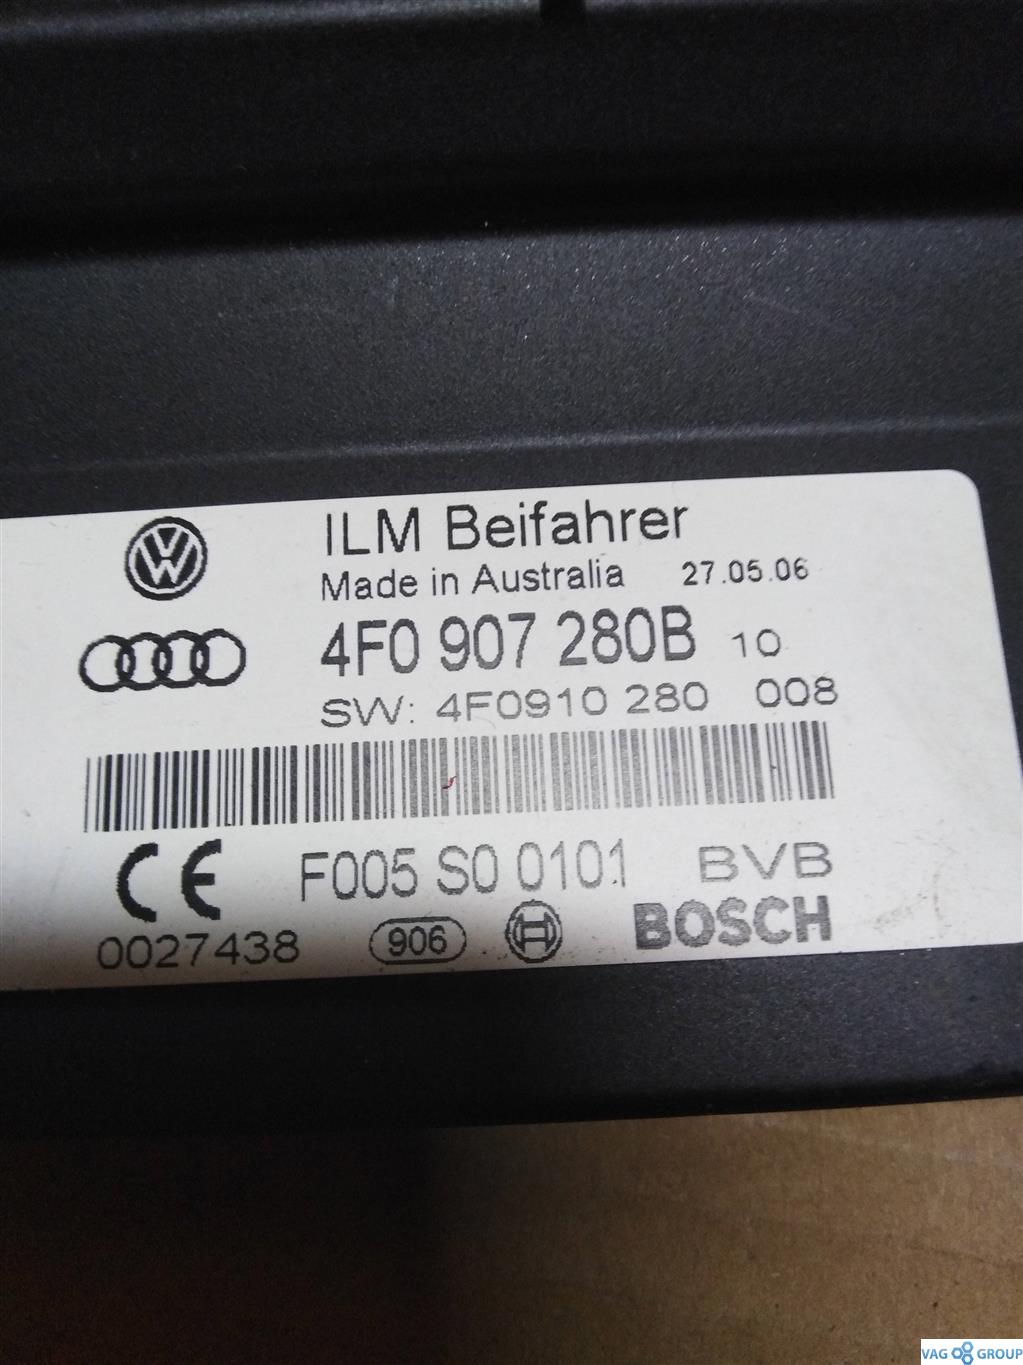 ILM Beifahrer
Made in Australia 27.05.06
4F0 907 280B 10
SW: 4F0910 280 008
CE F005 S0 0101 BVB
0027438 906 BOSCH
VAG GROUP